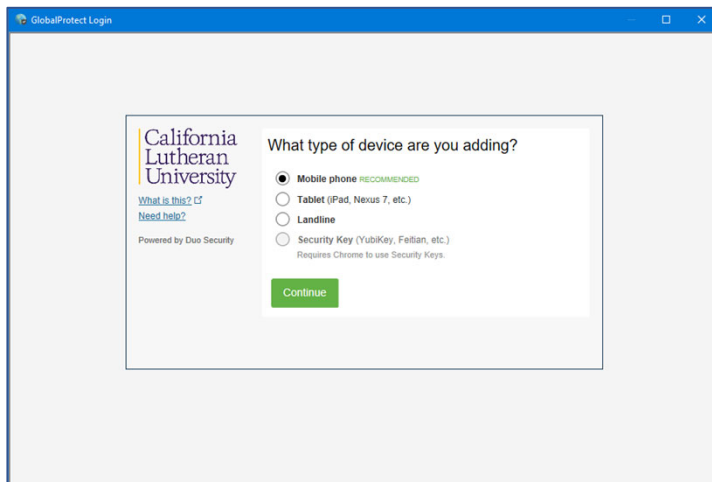 GlobalProtect Login
California
Lutheran
University
What is this?
Need help?
Powered by Duo Security
What type of device are you adding?
Mobile phone RECOMMENDED
Tablet (iPad, Nexus 7, etc.)
Landline
Security Key (YubiKey, Feitian, etc.)
Requires Chrome to use Security Keys.
Continue